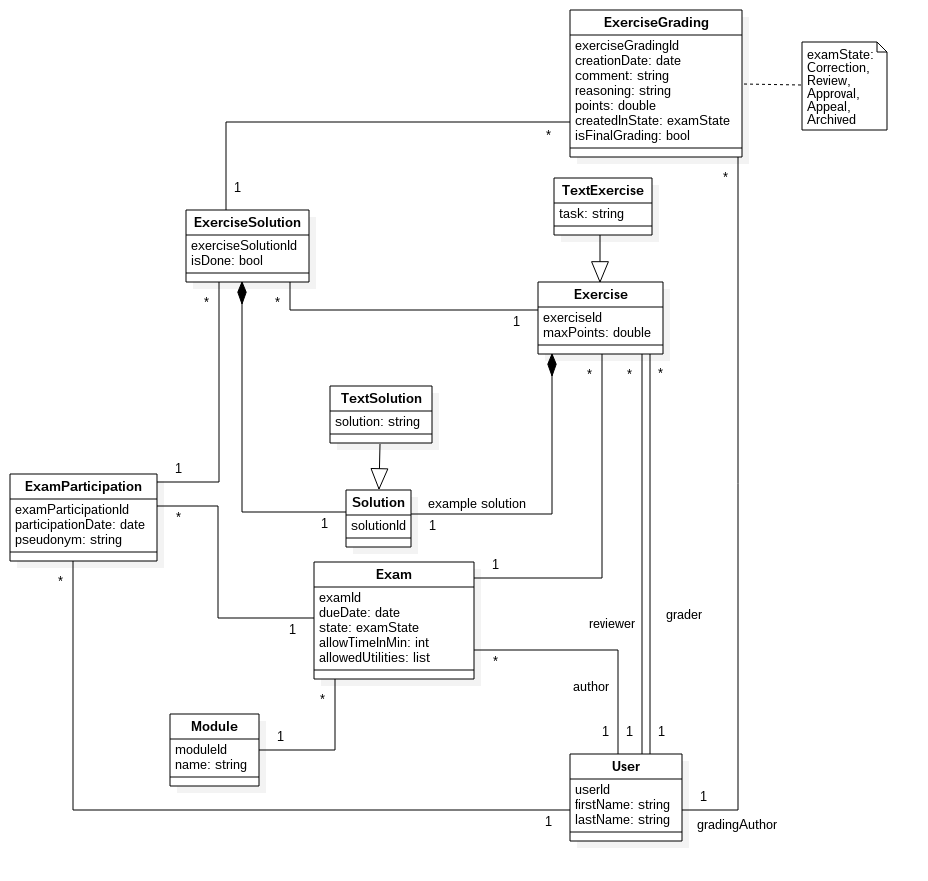 ExerciseGrading
exerciseGradingId
creationDate: date
comment: string
reasoning: string
points: double
createdInState: examState
isFinalGrading: bool
examState:
Correction,
Review,
Approval,
Appeal,
Archived
*
1
*
TextExercise
task: string
ExerciseSolution
exerciseSolutionId
isDone: bool
*
*
1
Exercise
exerciseId
maxPoints: double
*
*
*
TextSolution
solution: string
1
ExamParticipation
examParticipationId
participationDate: date
pseudonym: string
*
*
Solution
solutionId
1
example solution
1
Exam
examId
dueDate: date
state: examState
allowTimeInMin: int
allowedUtilities: list
1
1
*
*
reviewer
grader
author
Module
moduleId
name: string
1
1
1
1
User
userId
firstName: string
lastName: string
1
1
gradingAuthor